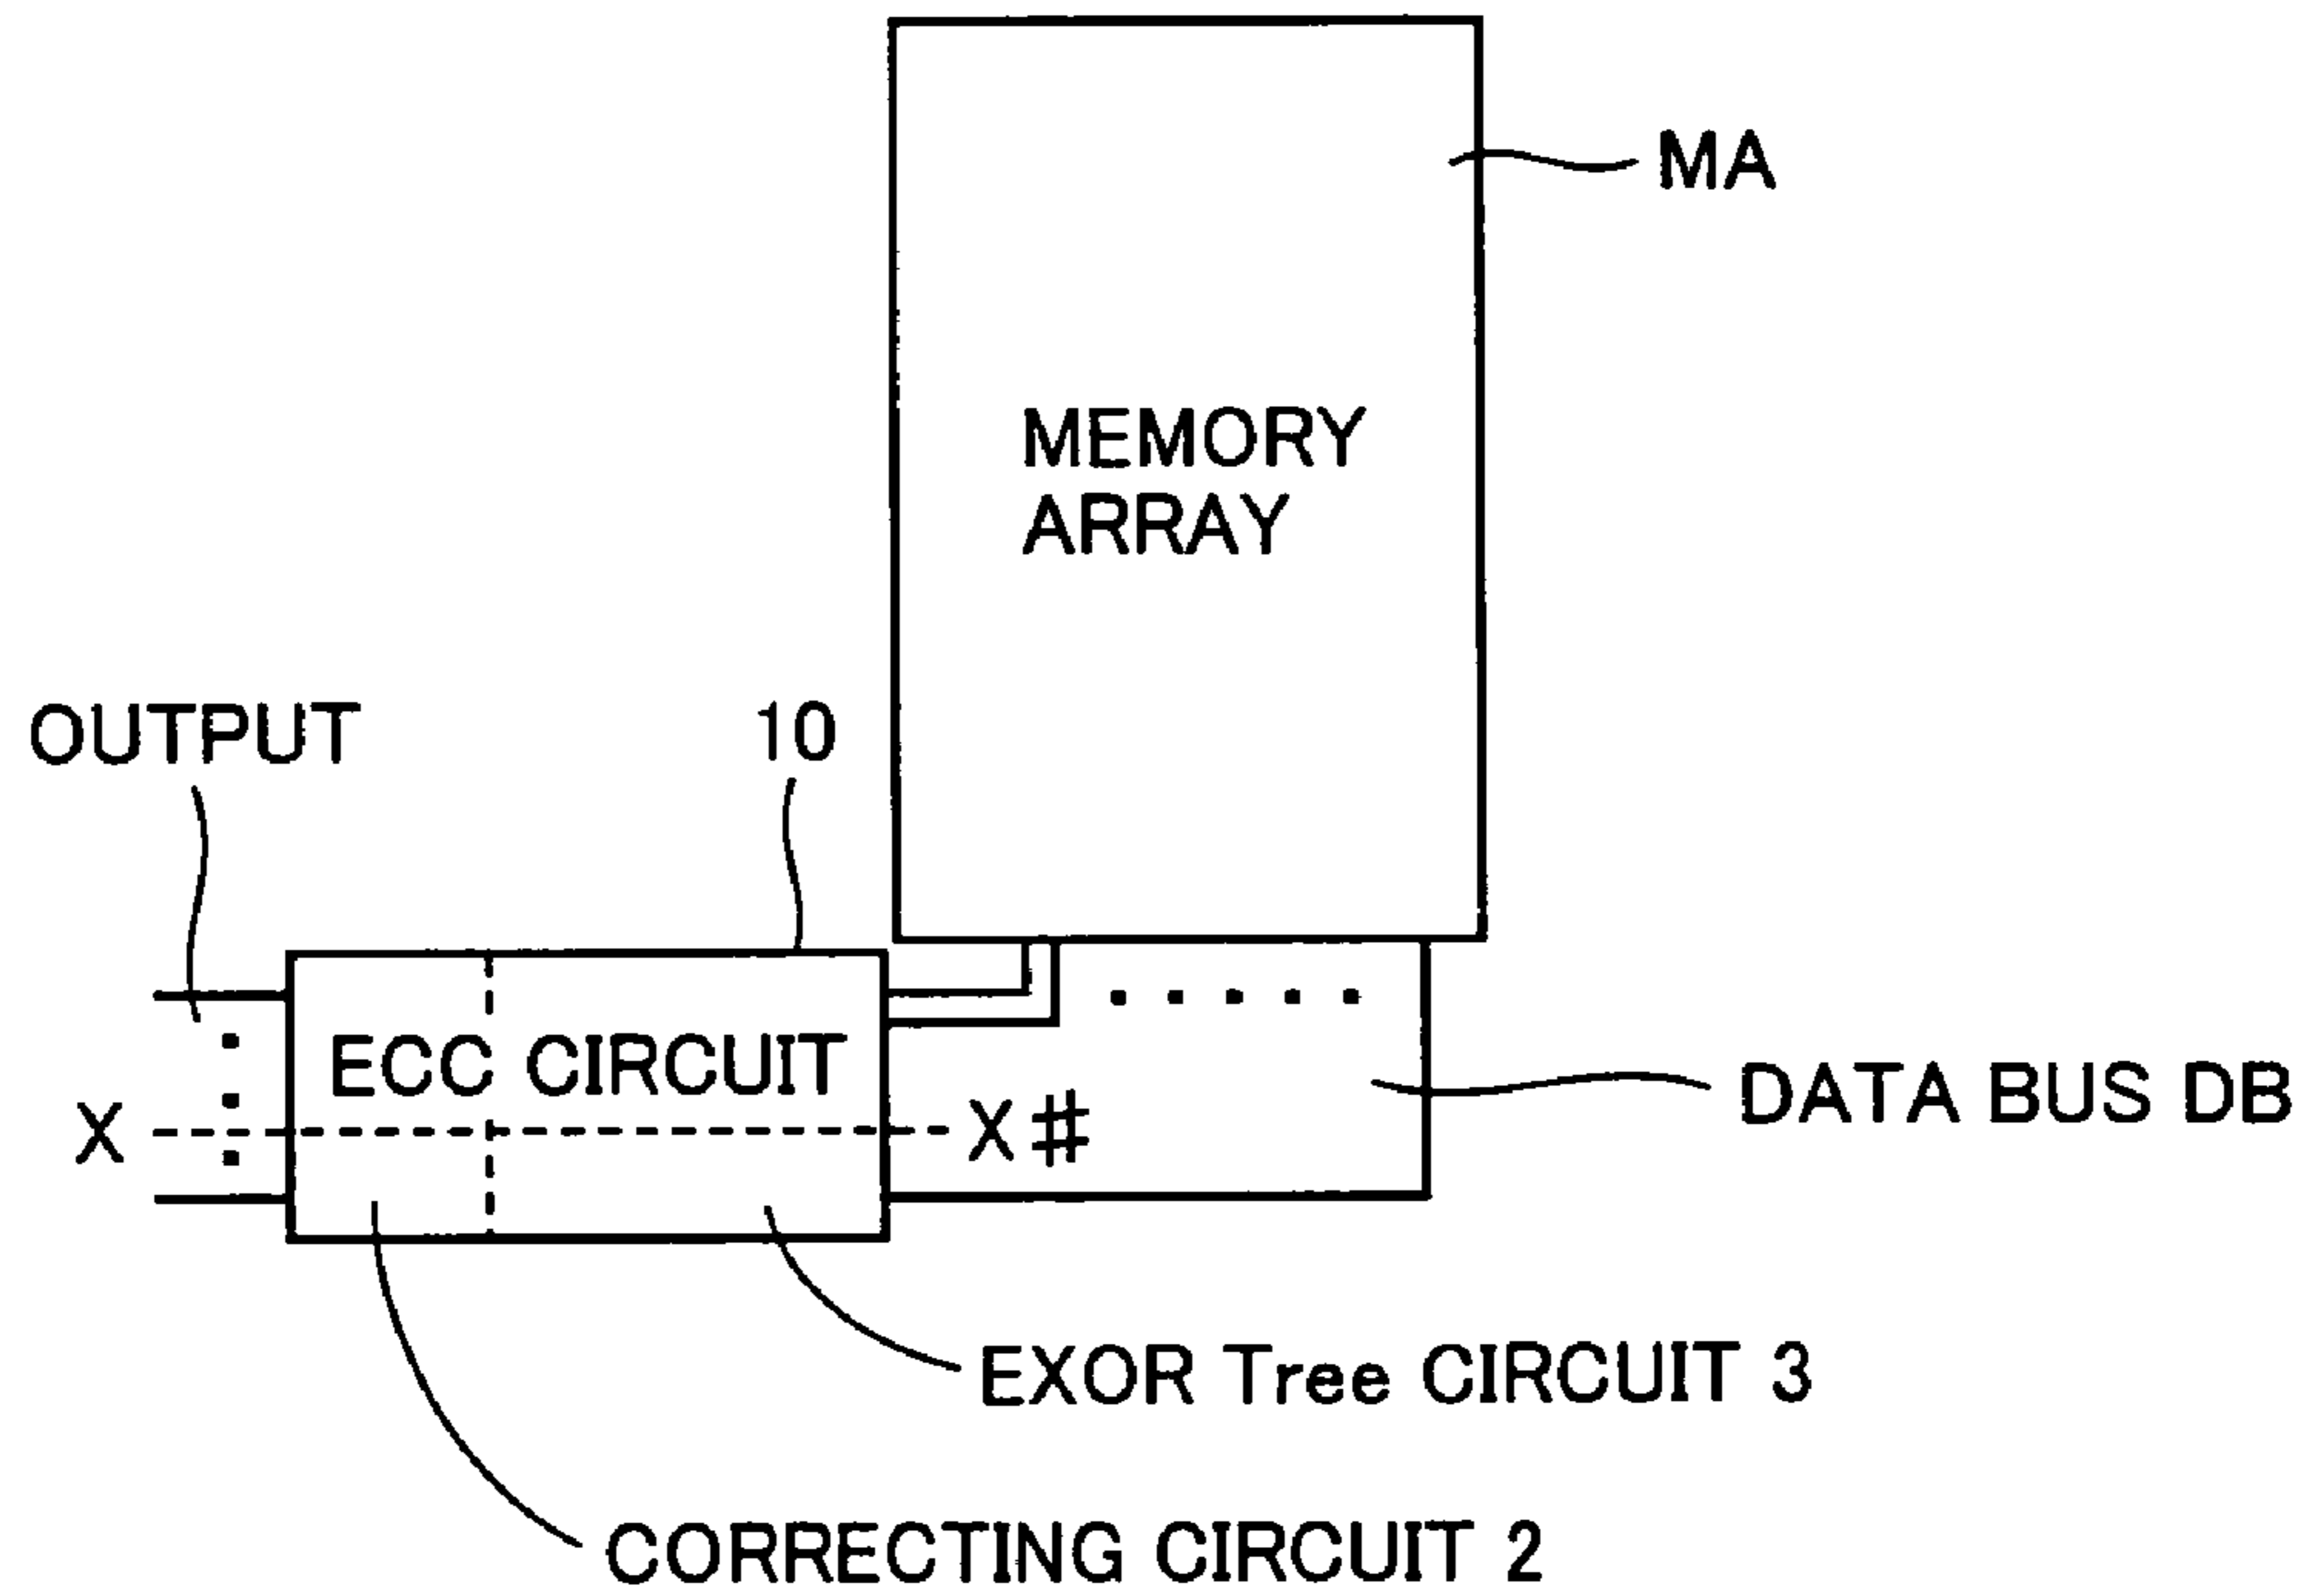 MA
MEMORY
ARRAY
OUTPUT
10
ECC CIRCUIT
DATA BUS DB
X
X#
EXOR Tree CIRCUIT 3
CORRECTING CIRCUIT 2